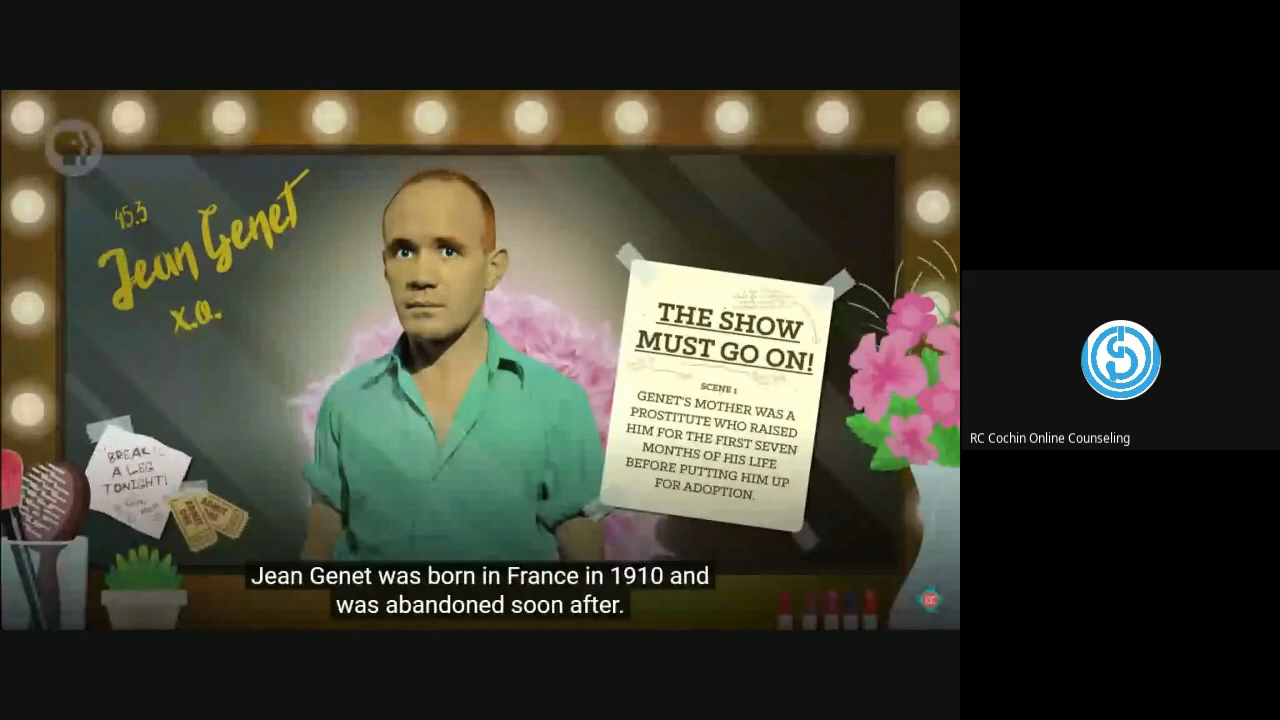 45.3
Jean Genet
x.o.
THE SHOW
MUST GO ON!
SCENE 1
GENET'S MOTHER WAS A
PROSTITUTE WHO RAISED
HIM FOR THE FIRST SEVEN
MONTHS OF HIS LIFE
BEFORE PUTTING HIM UP
FOR ADOPTION.
BREAK
A LEG
TONIGHT!
Jean Genet was born in France in 1910 and
was abandoned soon after.
CC
RC Cochin Online Counseling